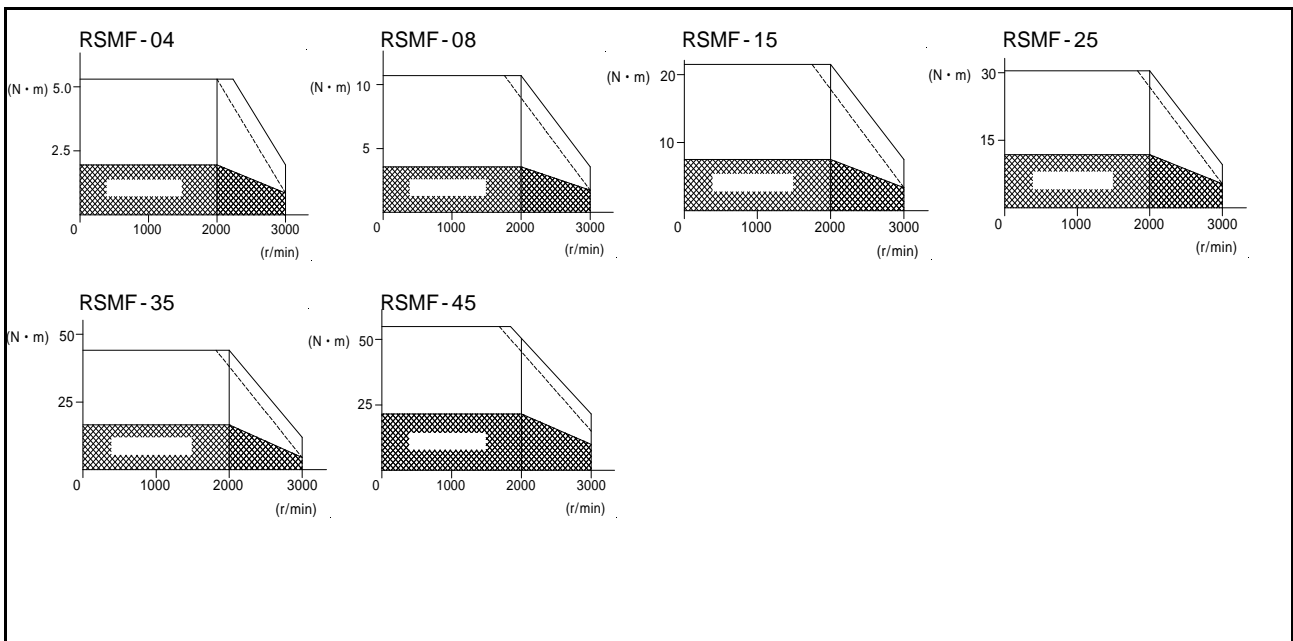 RSMF-04
(N・m) 5.0
2.5
0 1000 2000 3000
(r/min)
RSMF-08
(N・m) 10
5
0 1000 2000 3000
(r/min)
RSMF-15
(N・m) 20
10
0 1000 2000 3000
(r/min)
RSMF-25
(N・m) 30
15
0 1000 2000 3000
(r/min)
RSMF-35
(N・m) 50
25
0 1000 2000 3000
(r/min)
RSMF-45
(N・m) 50
25
0 1000 2000 3000
(r/min)